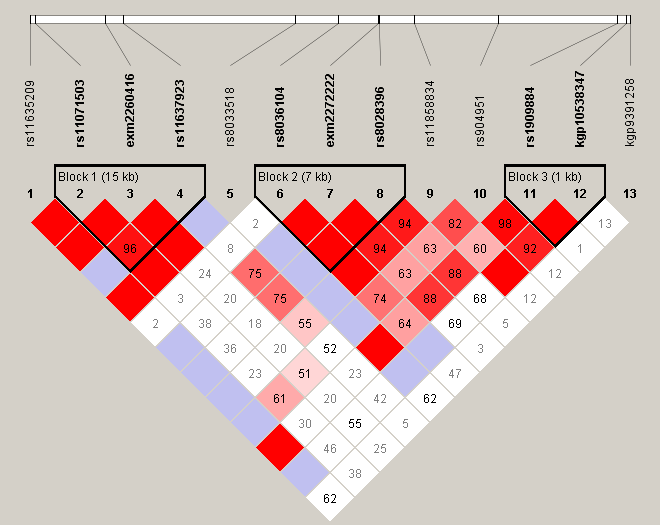 rs11635209
rs11071503
exm2260416
rs11637923
rs8033518
rs8036104
exm2272222
rs8028396
rs11858834
rs904951
rs1909884
kgp10538347
kgp9391258
Block 1 (15 kb) Block 2 (7 kb) Block 3 (1 kb)
1 2 3 4 5 6 7 8 9 10 11 12 13
2 94 82 98 13
96 8 94 63 60 92 1
24 75 63 88 12
3 20 75 74 88 68 12
2 38 18 55 64 69 5
36 20 52 3
23 51 23 47
61 20 42 62
30 55 5
46 25
38
62